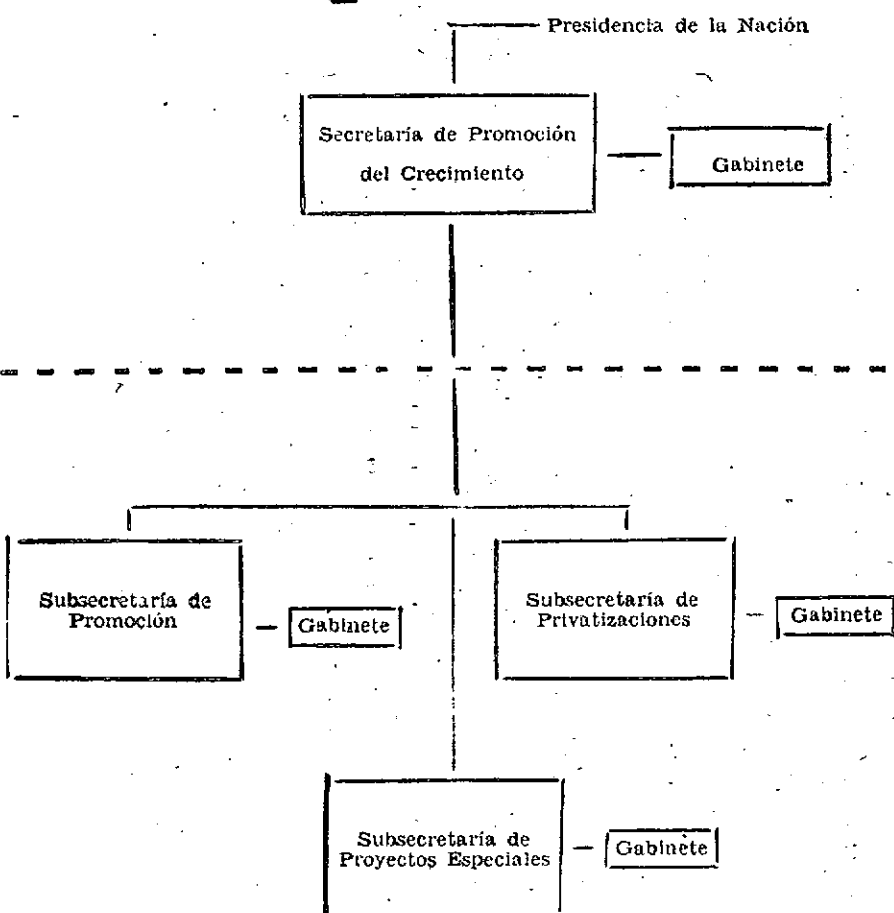 Presidencia de la Nación
Secretaría de Promoción
del Crecimiento
Gabinete
Subsecretaría de
Promoción
Gabinete
Subsecretaría de
Privatizaciones
Gabinete
Subsecretaría de
Proyectos Especiales
Gabinete